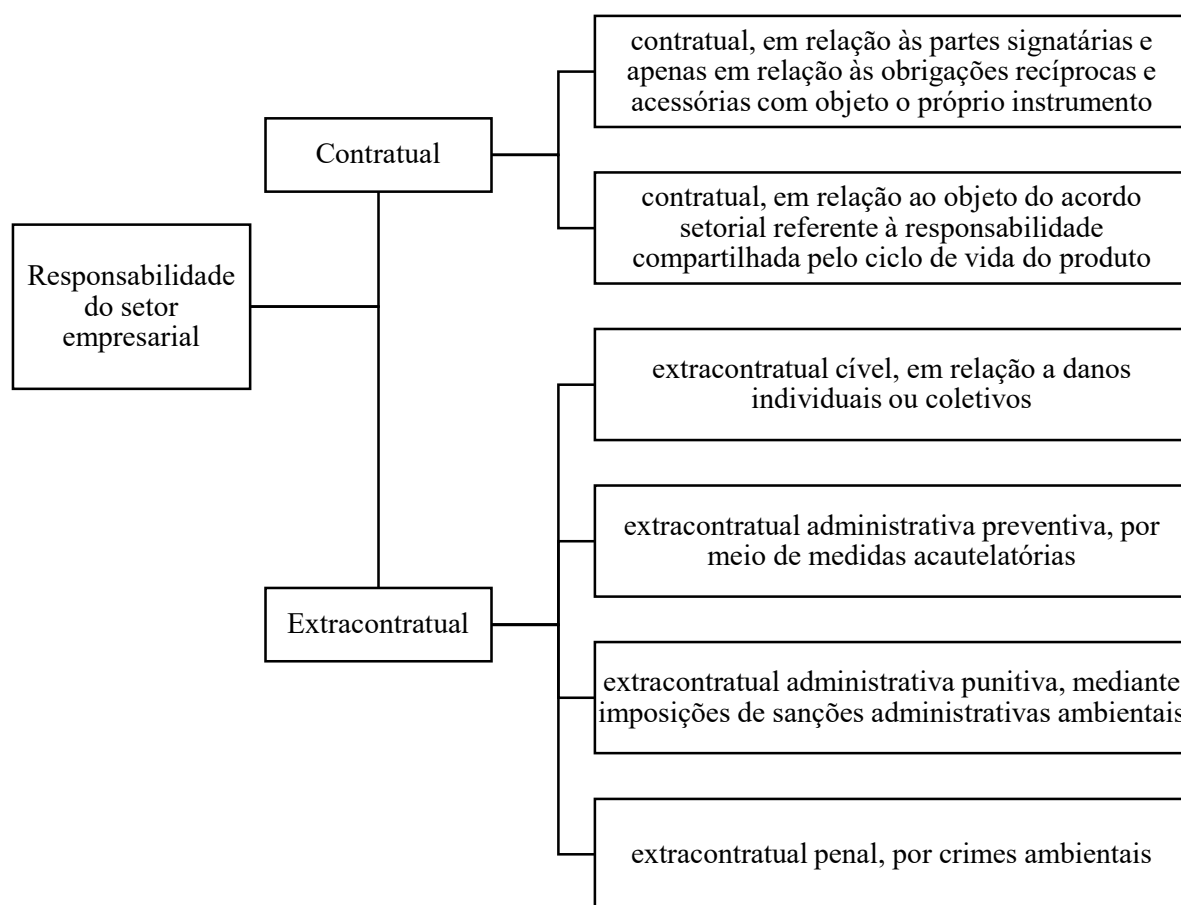 Responsabilidade
do setor
empresarial
Contratual
contratual, em relação às partes signatárias e
apenas em relação às obrigações recíprocas e
acessórias com objeto o próprio instrumento
contratual, em relação ao objeto do acordo
setorial referente à responsabilidade
compartilhada pelo ciclo de vida do produto
Extracontratual
extracontratual cível, em relação a danos
individuais ou coletivos
extracontratual administrativa preventiva, por
meio de medidas acautelatórias
extracontratual administrativa punitiva, mediante
imposições de sanções administrativas ambientais
extracontratual penal, por crimes ambientais